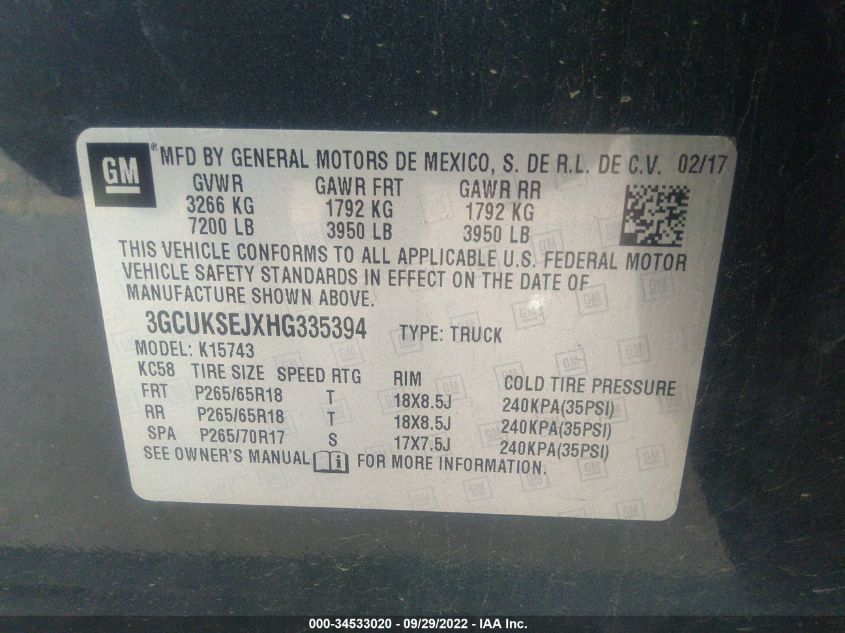 GM ® MFD BY GENERAL MOTORS DE MEXICO, S. DE R.L. DE C.V. 02/17
GVWR GAWR FRT GAWR RR
3266 KG 1792 KG 1792 KG
7200 LB 3950 LB 3950 LB
THIS VEHICLE CONFORMS TO ALL APPLICABLE U.S. FEDERAL MOTOR
VEHICLE SAFETY STANDARDS IN EFFECT ON THE DATE OF
MANUFACTURE SHOWN ABOVE.
3GCUKSEJXHG335394 TYPE: TRUCK
MODEL: K15743
KC58 TIRE SIZE SPEED RTG RIM COLD TIRE PRESSURE
FRT P265/65R18 T 18X8.5J 240KPA(35PSI)
RR P265/65R18 T 18X8.5J 240KPA(35PSI)
SPA P265/70R17 S 17X7.5J 240KPA(35PSI)
SEE OWNER'S MANUAL i FOR MORE INFORMATION.
000-34533020 - 09/29/2022 - IAA Inc.